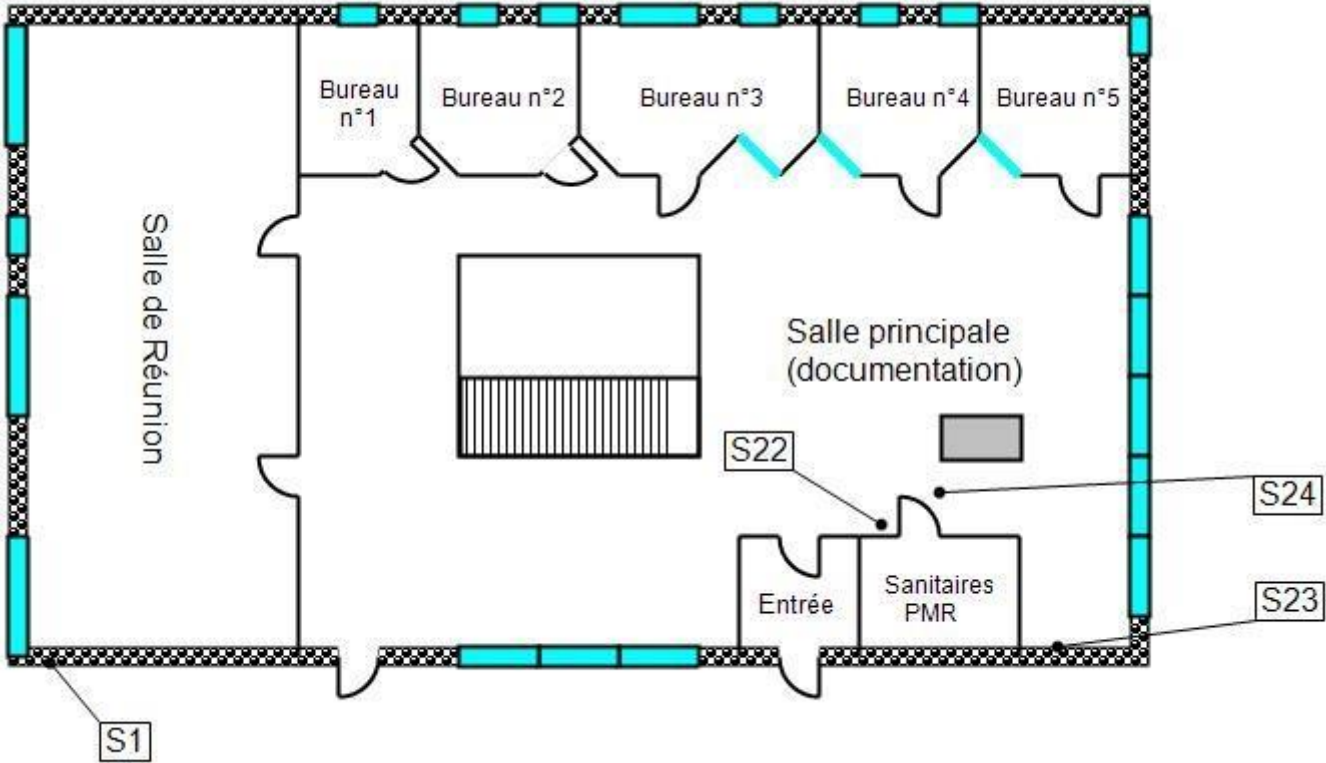 Bureau
n°1
Bureau n°2
Bureau n°3
Bureau n°4
Bureau n°5
Salle de Réunion
Salle principale
(documentation)
S22
S24
Entrée
Sanitaires
PMR
S23
S1